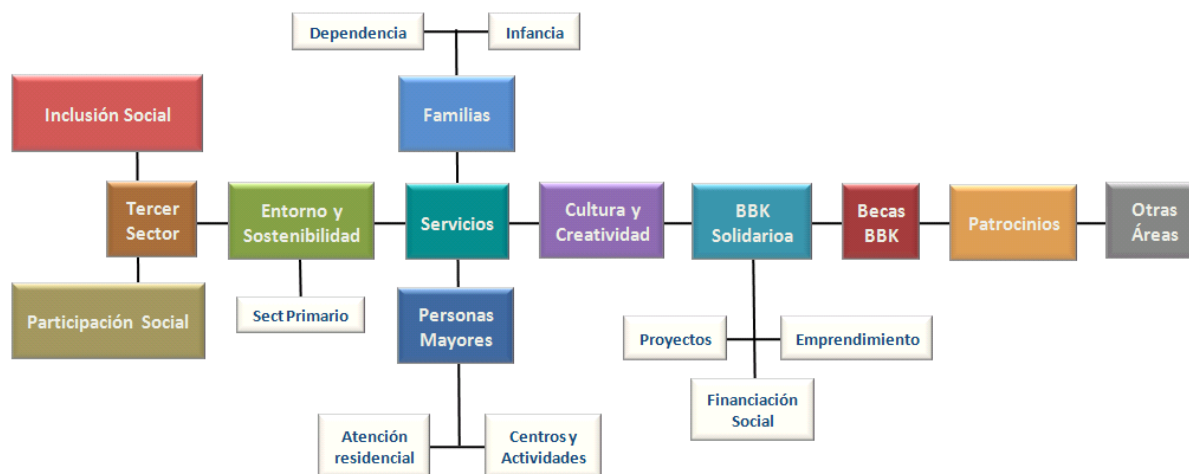 Dependencia
Infancia
Inclusión Social
Familias
Tercer
Sector
Entorno y
Sostenibilidad
Servicios
Cultura y
Creatividad
BBK
Solidarioa
Becas
BBK
Patrocinios
Otras
Áreas
Participación Social
Sect Primario
Personas
Mayores
Proyectos
Emprendimiento
Financiación
Social
Atención
residencial
Centros y
Actividades